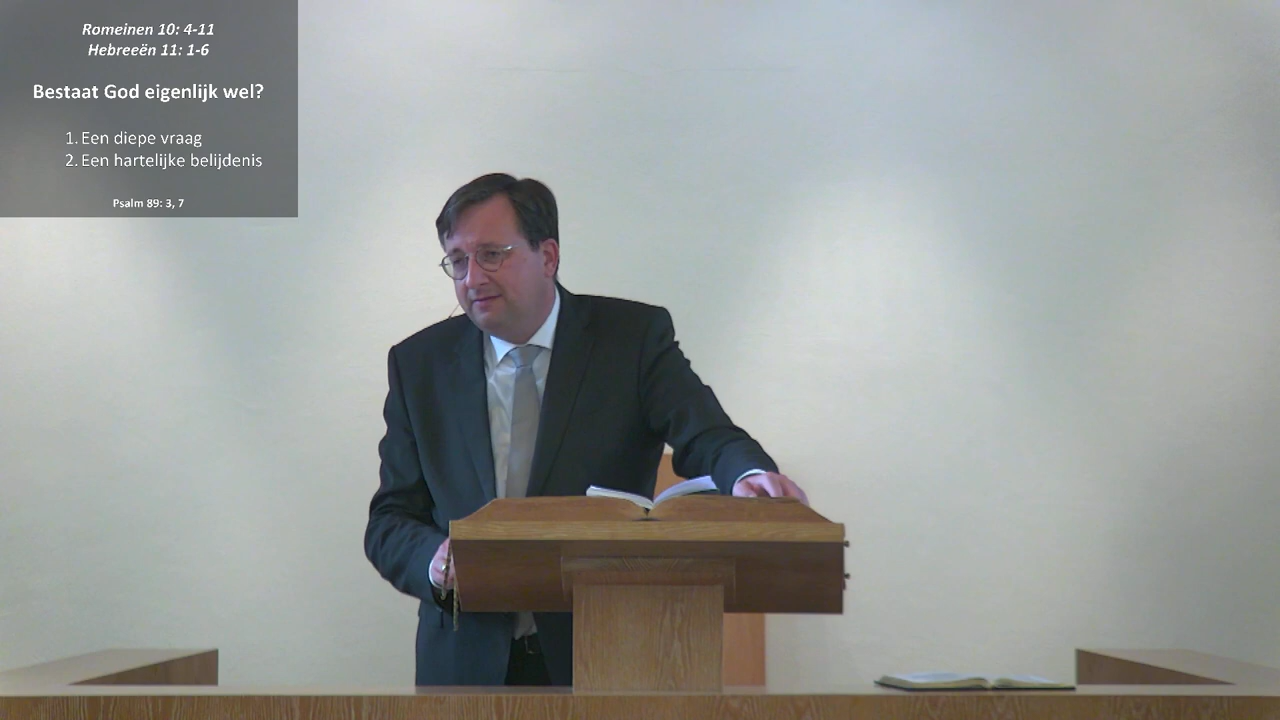 Romeinen 10: 4-11
Hebreeën 11: 1-6
Bestaat God eigenlijk wel?
1. Een diepe vraag
2. Een hartelijke belijdenis
Psalm 89: 3, 7